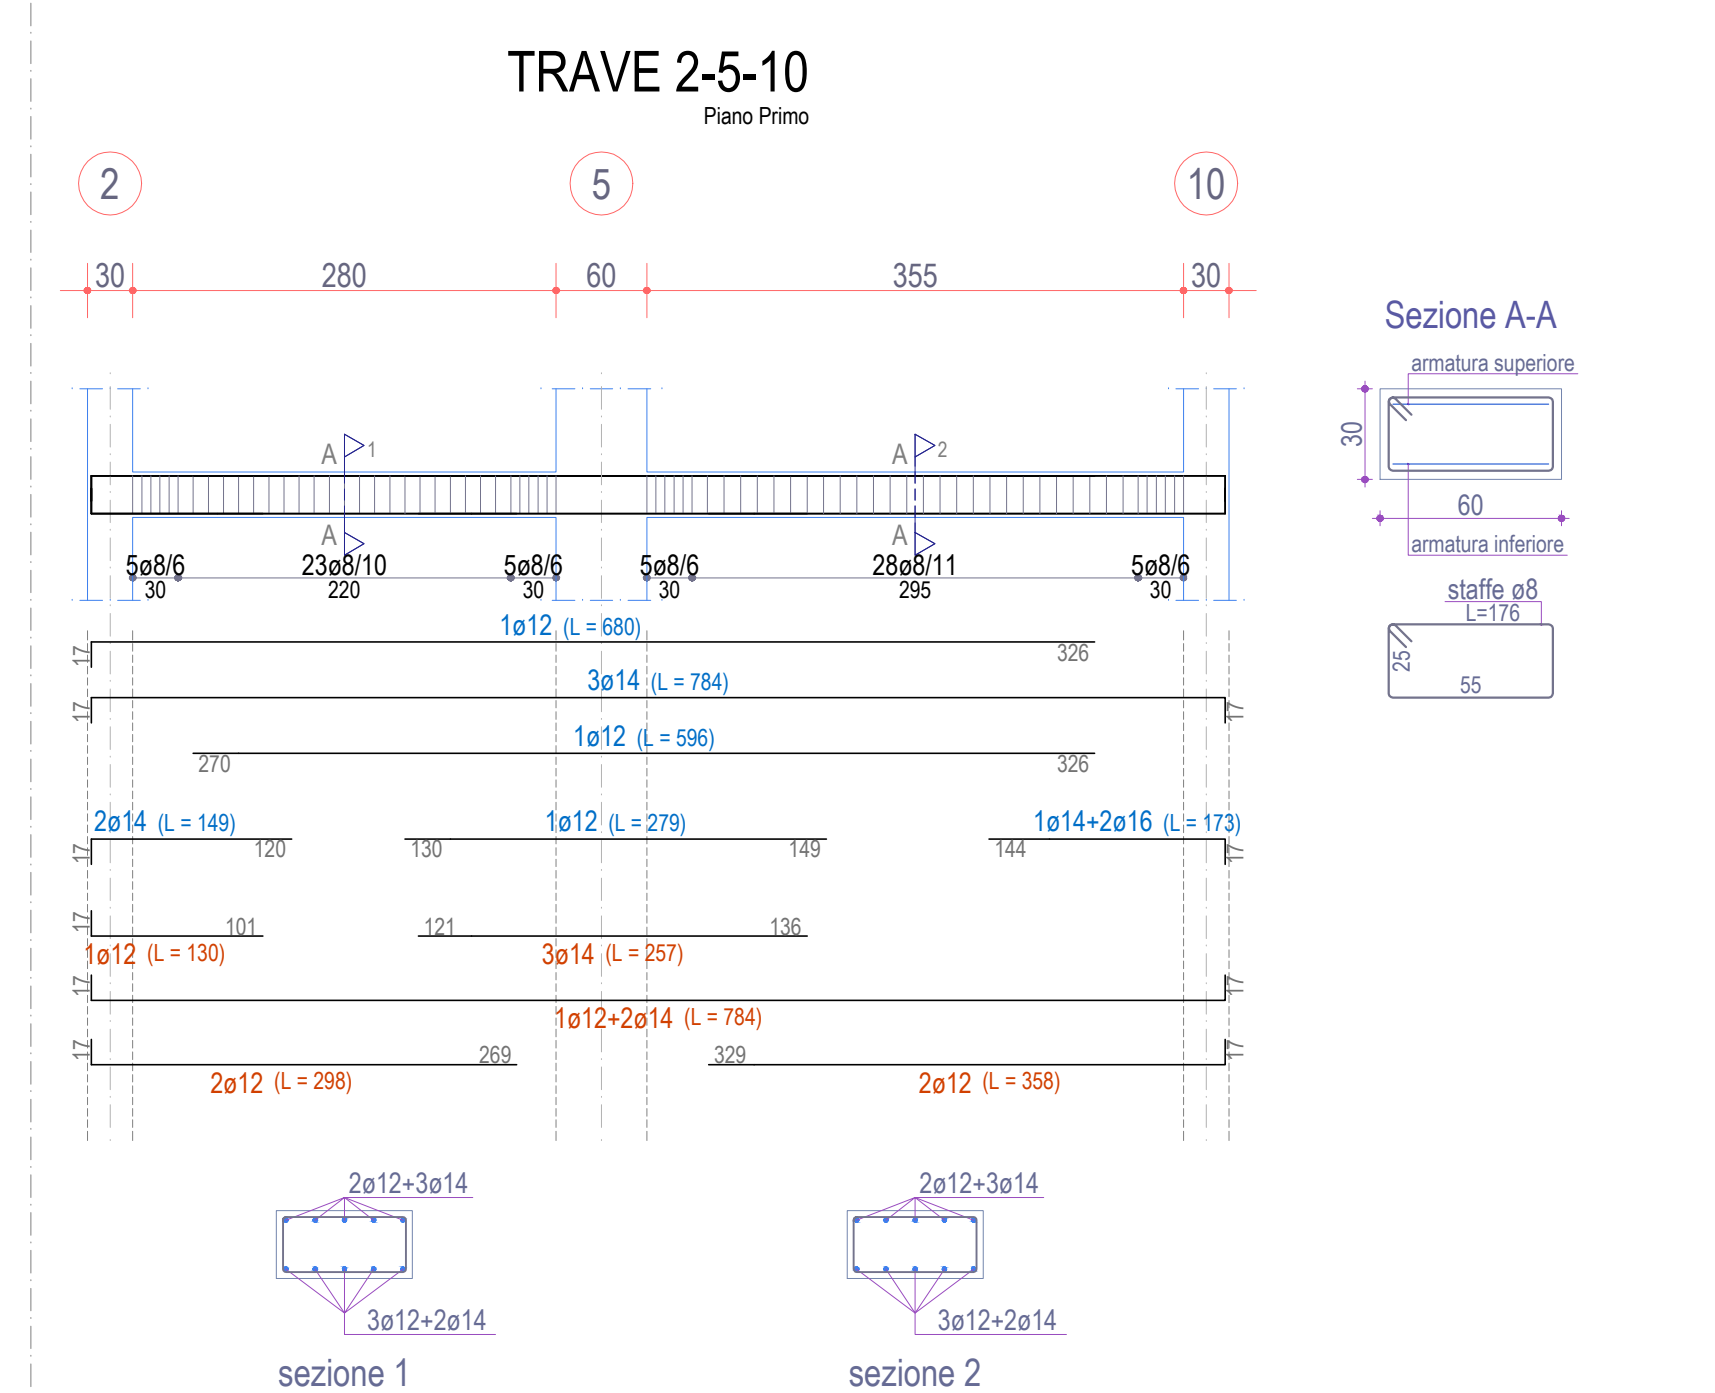 TRAVE 2-5-10
Piano Primo
2 5 10
30 280 60 355 30
Sezione A-A
armatura superiore
30
60
armatura inferiore
staffe ø8
L=176
25
55
A 1 A 2
A A
5ø8/6 23ø8/10 5ø8/6 5ø8/6 28ø8/11 5ø8/6
30 220 30 30 295 30
1ø12 (L = 680)
17 326
3ø14 (L = 784)
17 17
1ø12 (L = 596)
270 326
2ø14 (L = 149) 1ø12 (L = 279) 1ø14+2ø16 (L = 173)
17 120 130 149 144 17
17 101 121 136
1ø12 (L = 130) 3ø14 (L = 257)
17 17
1ø12+2ø14 (L = 784)
17 269 329 17
2ø12 (L = 298) 2ø12 (L = 358)
2ø12+3ø14 2ø12+3ø14
3ø12+2ø14 3ø12+2ø14
sezione 1 sezione 2